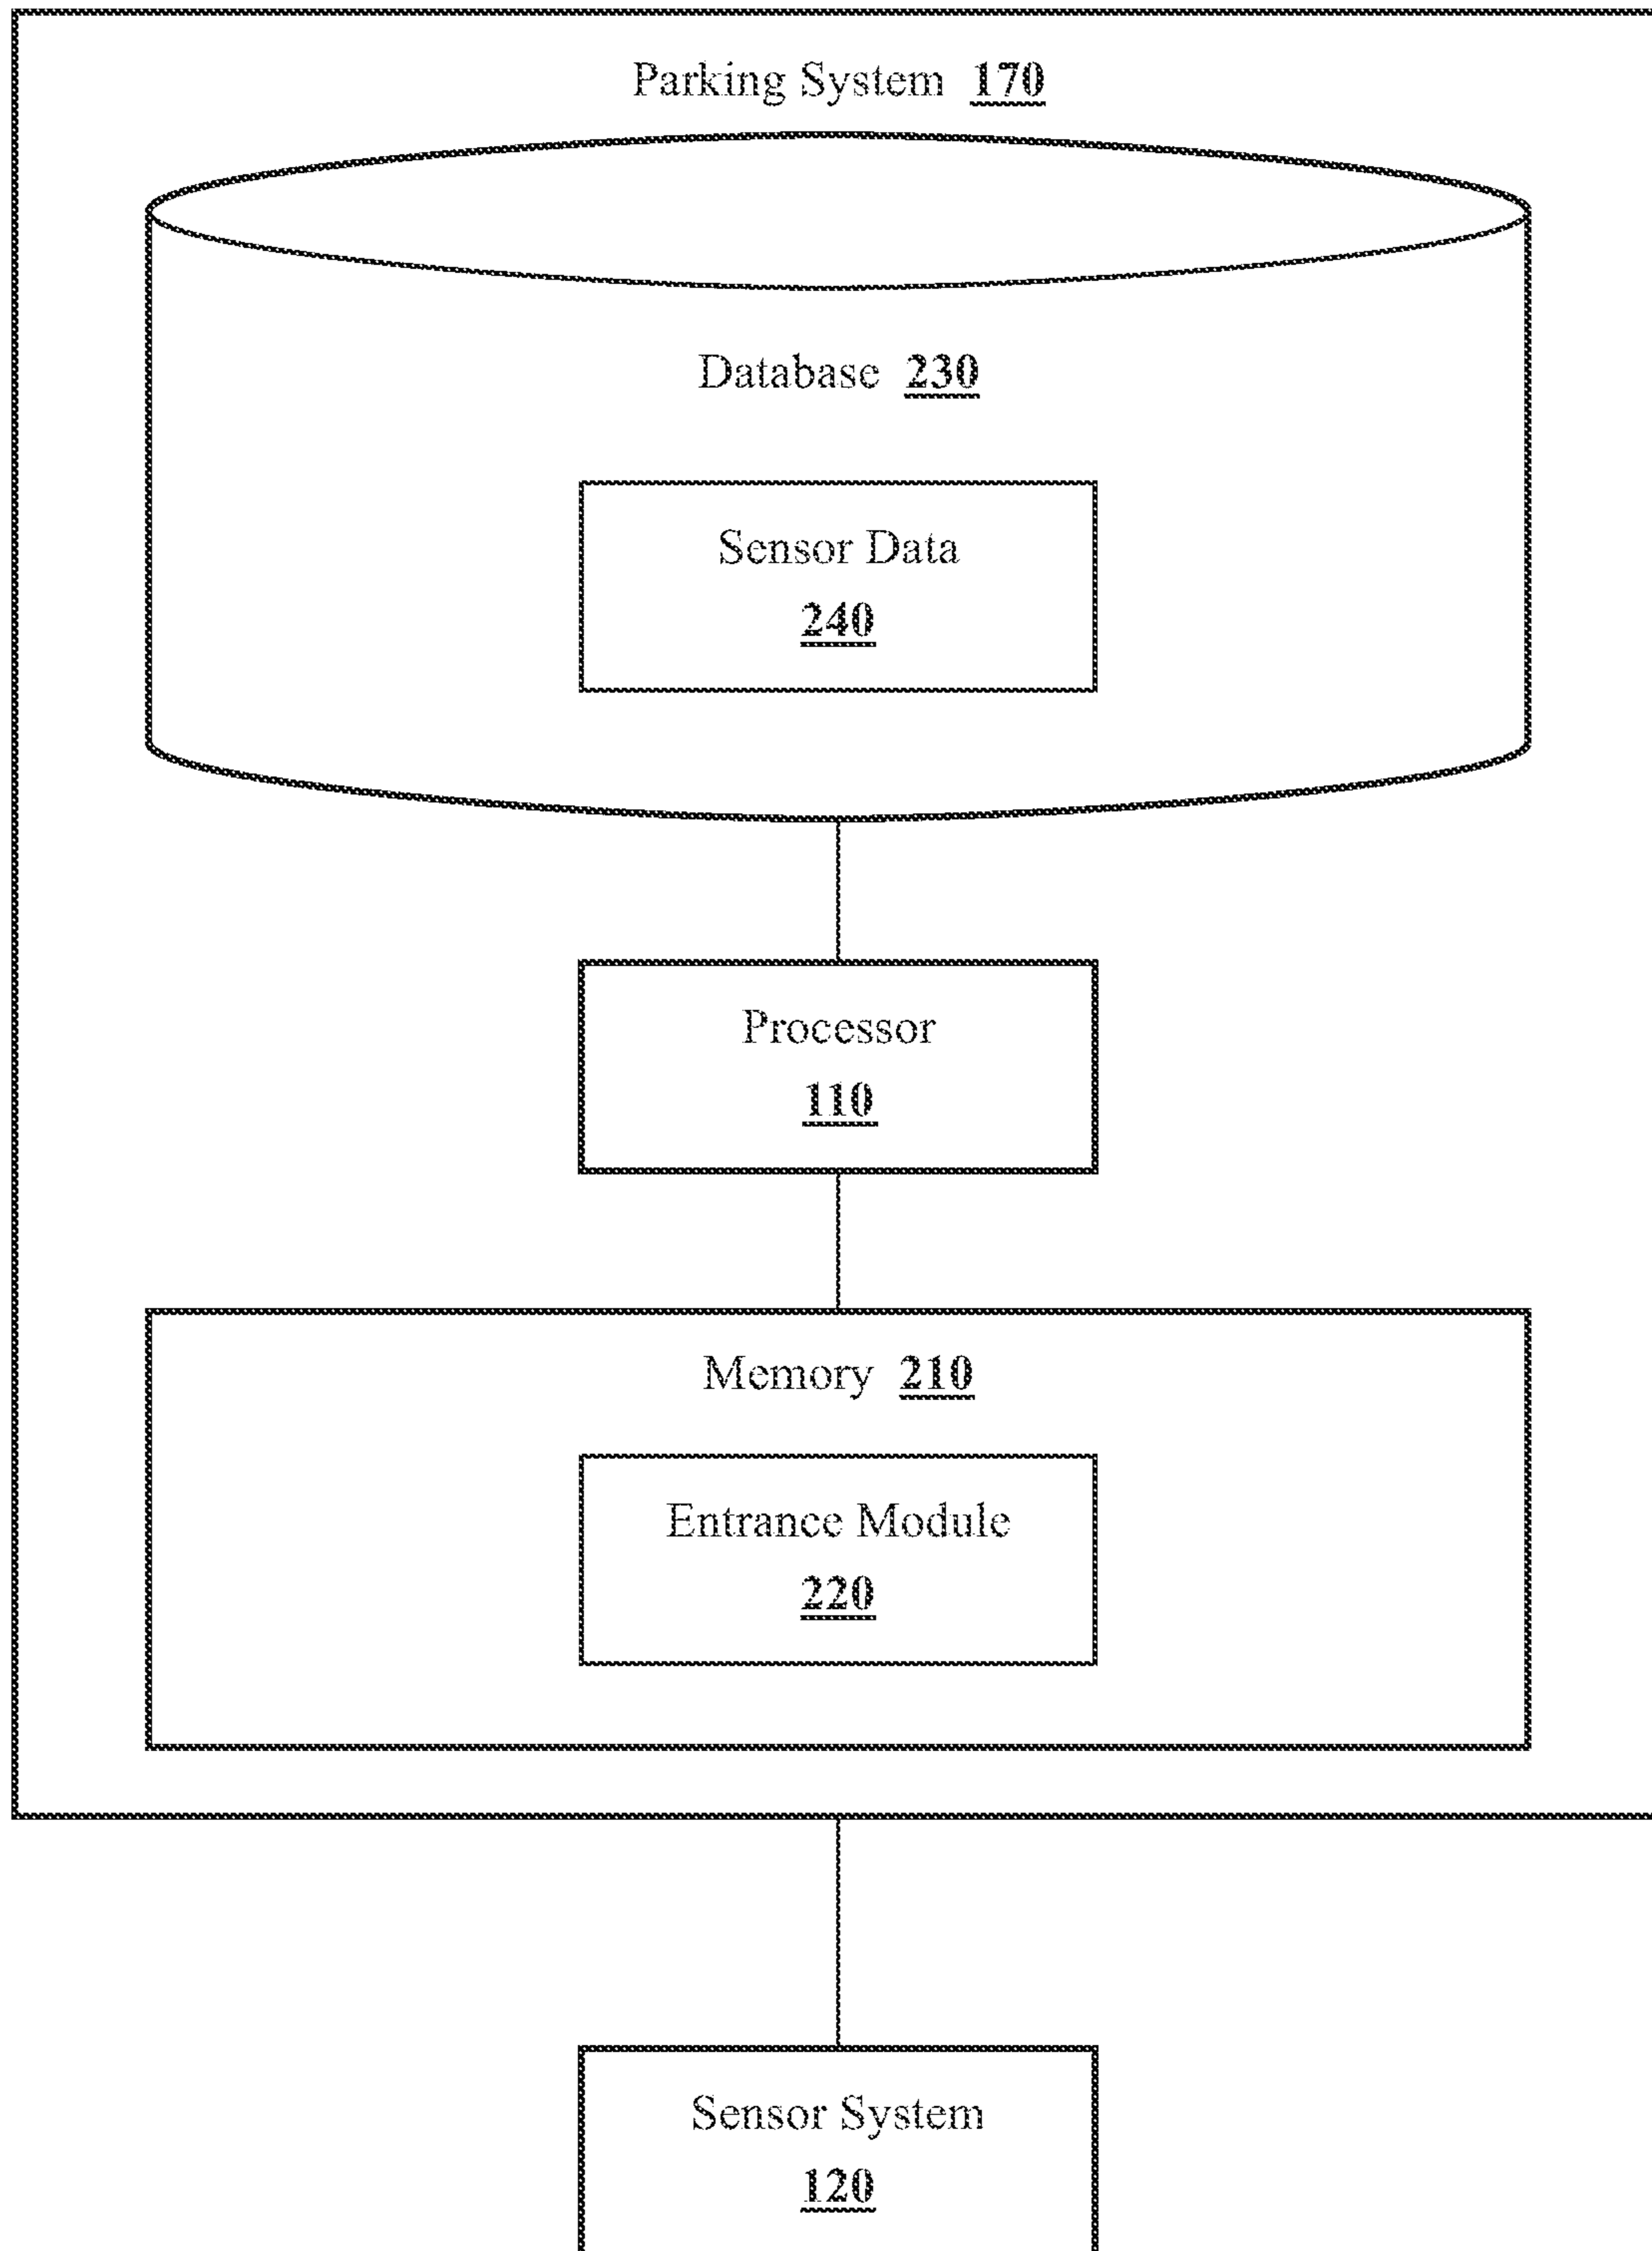 Parking System 170
Database 230
Sensor Data
240
Processor
110
Memory 210
Entrance Module
220
Sensor System
120